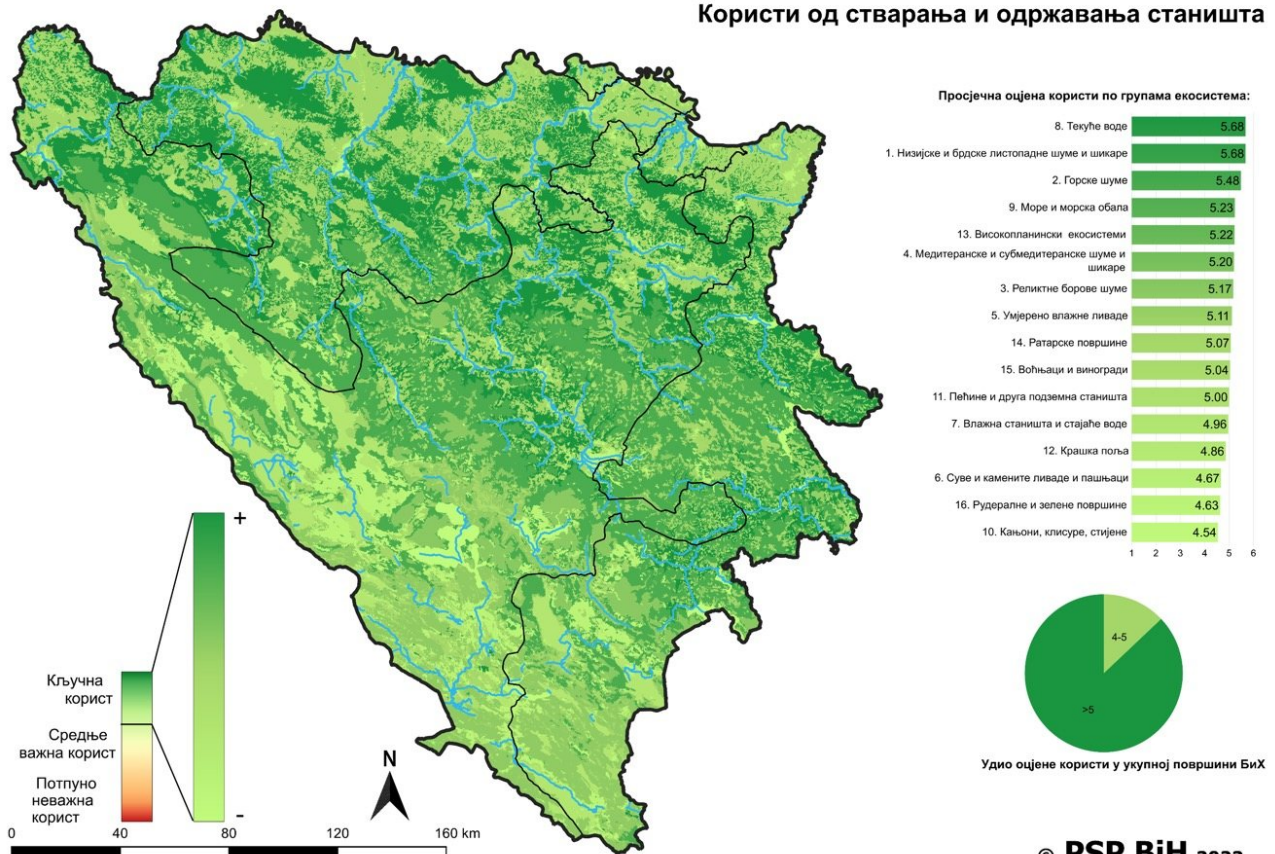 Користи од стварања и одржавања станишта
Просјечна оцјена користи по групама екосистема:
8. Текуће воде 5.68
1. Низијске и брдске листопадне шуме и шикаре 5.68
2. Горске шуме 5.48
9. Море и морска обала 5.23
13. Високопланински екосистеми 5.22
4. Медитеранске и субмедитеранске шуме и
шикаре 5.20
3. Реликтне борове шуме 5.17
5. Умјерено влажне ливаде 5.11
14. Ратарске површине 5.07
15. Воћњаци и виногради 5.04
11. Пећине и друга подземна станишта 5.00
7. Влажна станишта и стајаће воде 4.96
12. Крашка поља 4.86
6. Суве и камените ливаде и пашњаци 4.67
16. Рудералне и зелене површине 4.63
10. Кањони, клисуре, стијене 4.54
1 2 3 4 5 6
4-5
>5
Удио оцјене користи у укупној површини БиХ
+
Кључна
корист
Средње
важна корист
Потпуно
неважна
корист
-
N
0 40 80 120 160 km
© PSP BiH 2023